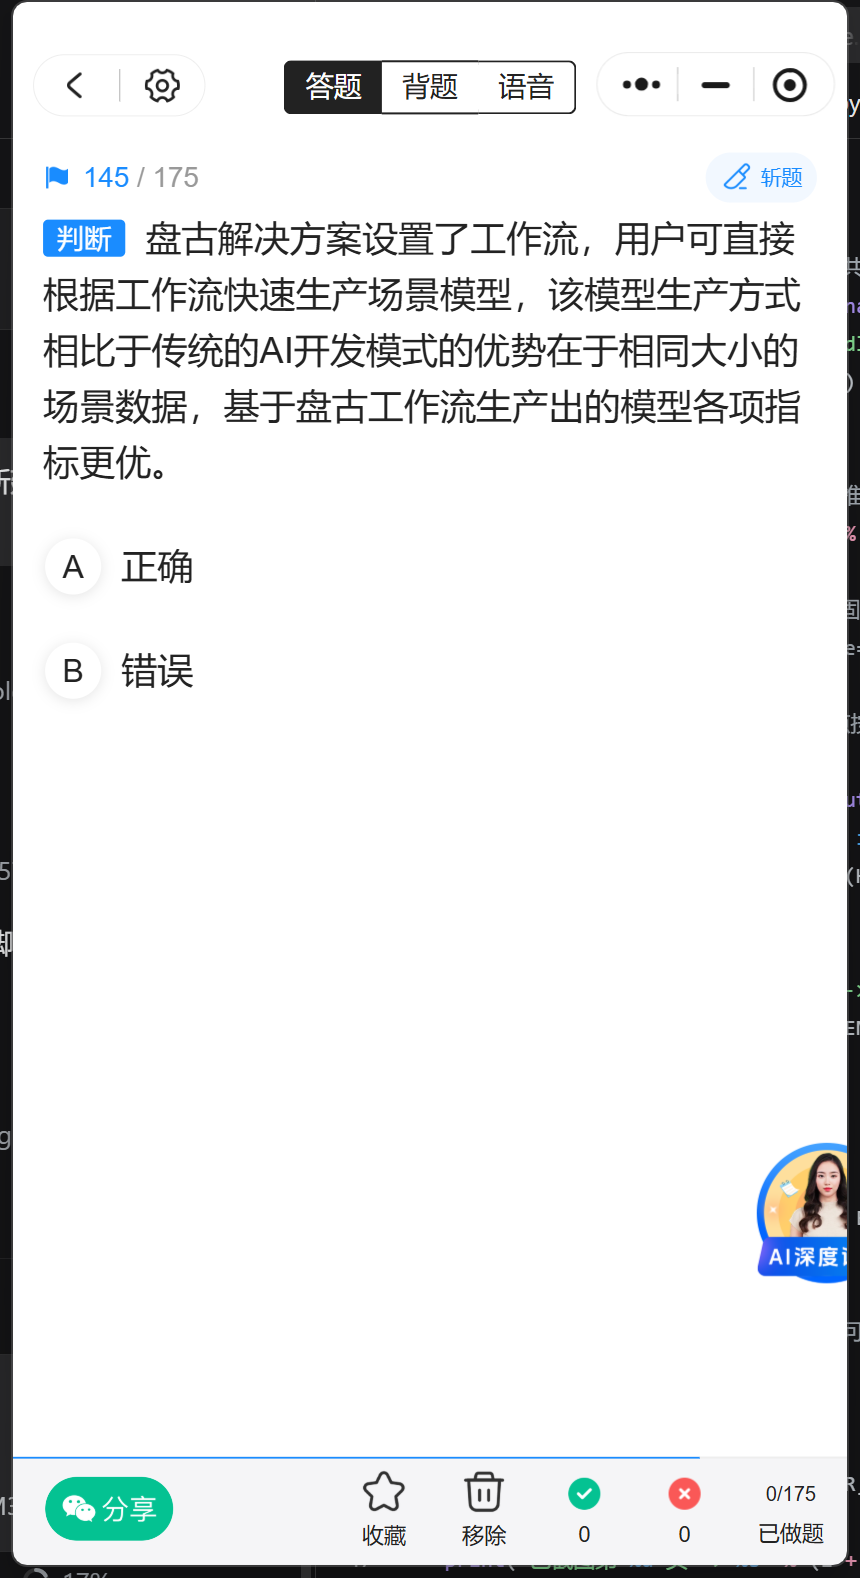 答题 背题 语音
145 / 175
斩题
判断 盘古解决方案设置了工作流，用户可直接
根据工作流快速生产场景模型，该模型生产方式
相比于传统的AI开发模式的优势在于相同大小的
场景数据，基于盘古工作流生产出的模型各项指
标更优。
A 正确
B 错误
AI深度
分享
收藏
移除
0
0
0/175
已做题
17%